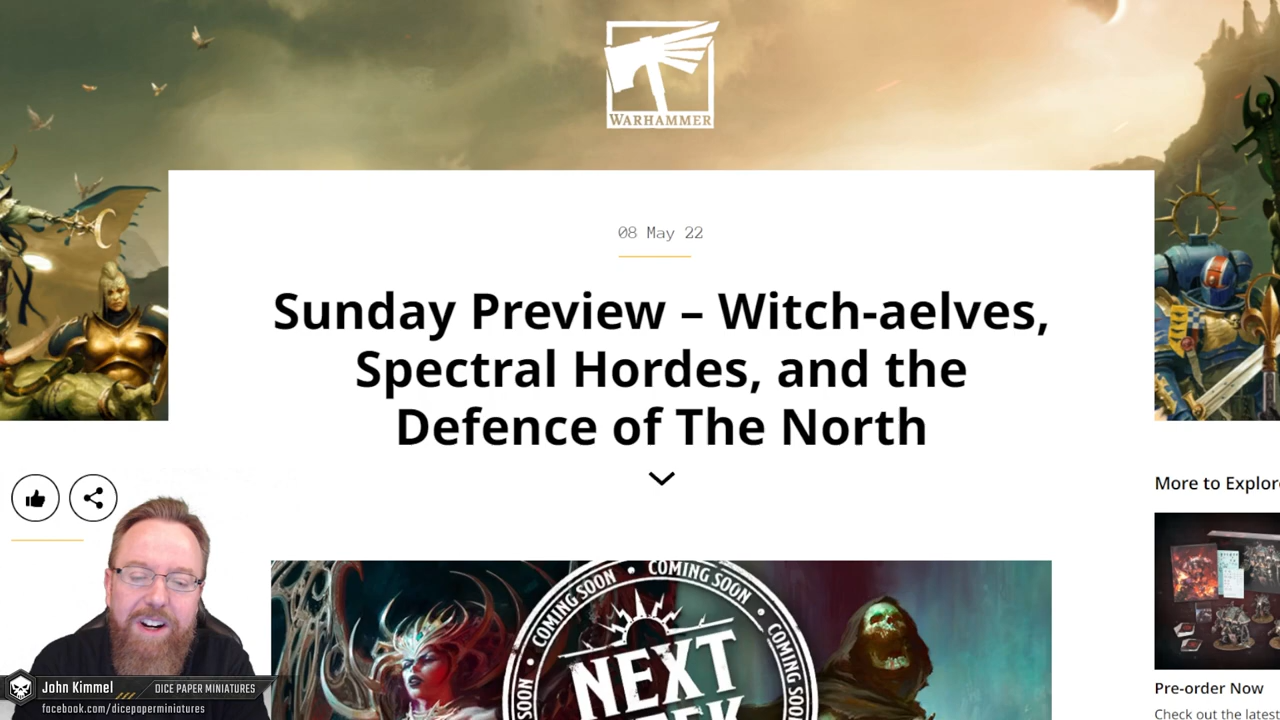 WARHAMMER
08 May 22
Sunday Preview – Witch-aelves,
Spectral Hordes, and the
Defence of The North
More to Explore
COMING SOON • COMING SOON • COMING SOON
NEXT
Pre-order Now
Check out the latest
John Kimmel
DICE PAPER MINIATURES
facebook.com/dicepaperminiatures